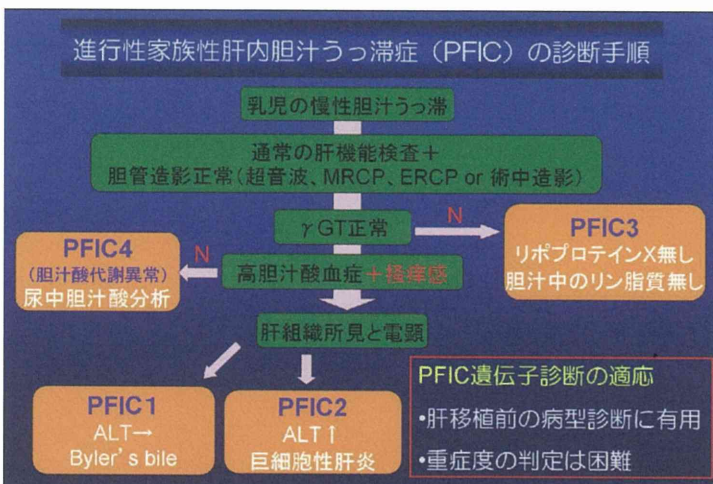 進行性家族性肝内胆汁うっ滞症（PFIC）の診断手順
乳児の慢性胆汁うっ滞
通常の肝機能検査＋
胆管造影正常（超音波、MRCP、ERCP or 術中造影）
γGT正常
N
PFIC3
リポプロテインX無し
胆汁中のリン脂質無し
PFIC4
（胆汁酸代謝異常）
尿中胆汁酸分析
N
高胆汁酸血症＋掻痒感
肝組織所見と電顕
PFIC1
ALT→
Byler's bile
PFIC2
ALT↑
巨細胞性肝炎
PFIC遺伝子診断の適応
•肝移植前の病型診断に有用
•重症度の判定は困難